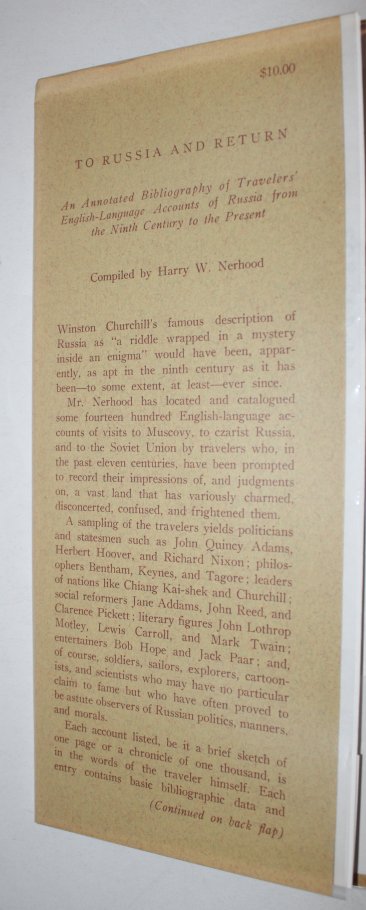 $10.00
TO RUSSIA AND RETURN
An Annotated Bibliography of Travelers'
English-Language Accounts of Russia from
the Ninth Century to the Present
Compiled by Harry W. Nerhood
Winston Churchill's famous description of
Russia as "a riddle wrapped in a mystery
inside an enigma" would have been, appar-
ently, as apt in the ninth century as it has
been—to some extent, at least—ever since.
Mr. Nerhood has located and catalogued
some fourteen hundred English-language ac-
counts of visits to Muscovy, to czarist Russia,
and to the Soviet Union by travelers who, in
the past eleven centuries, have been prompted
to record their impressions of, and judgments
on, a vast land that has variously charmed,
disconcerted, confused, and frightened them.
A sampling of the travelers yields politicians
and statesmen such as John Quincy Adams,
Herbert Hoover, and Richard Nixon; philos-
ophers Bentham, Keynes, and Tagore; leaders
of nations like Chiang Kai-shek and Churchill;
social reformers Jane Addams, John Reed, and
Clarence Pickett; literary figures John Lothrop
Motley, Lewis Carroll, and Mark Twain;
entertainers Bob Hope and Jack Paar; and,
of course, soldiers, sailors, explorers, cartoon-
ists, and scientists who may have no particular
claim to fame but who have often proved to
be astute observers of Russian politics, manners,
and morals.
Each account listed, be it a brief sketch of
one page or a chronicle of one thousand, is
in the words of the traveler himself. Each
entry contains basic bibliographic data and
(Continued on back flap)